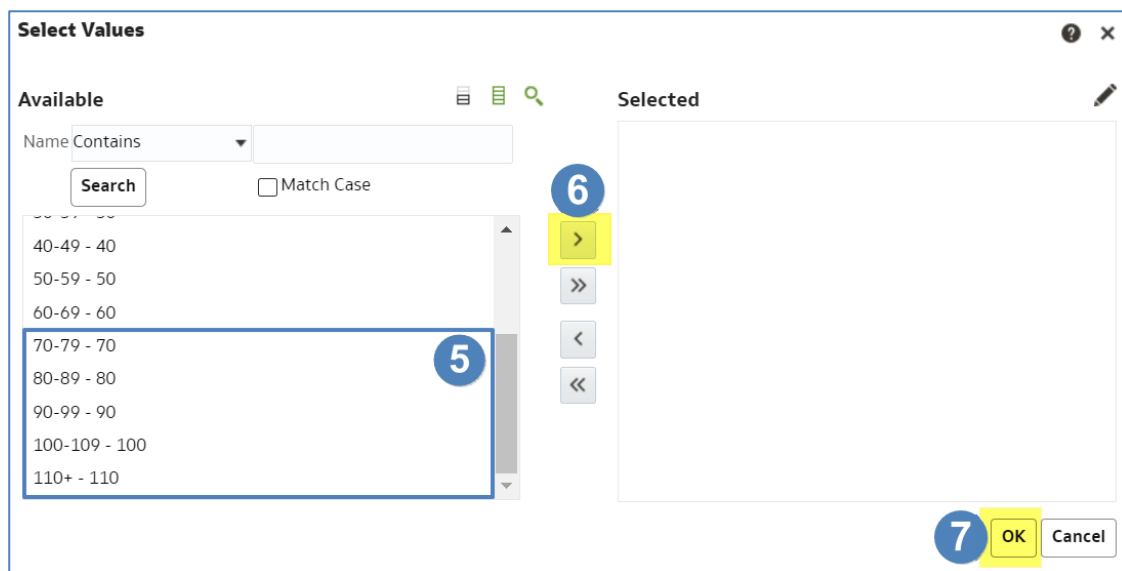 Select Values
Available
Selected
Name Contains
Search
Match Case
6
40-49 - 40
50-59 - 50
60-69 - 60
70-79 - 70
5
80-89 - 80
90-99 - 90
100-109 - 100
110+ - 110
7
OK
Cancel